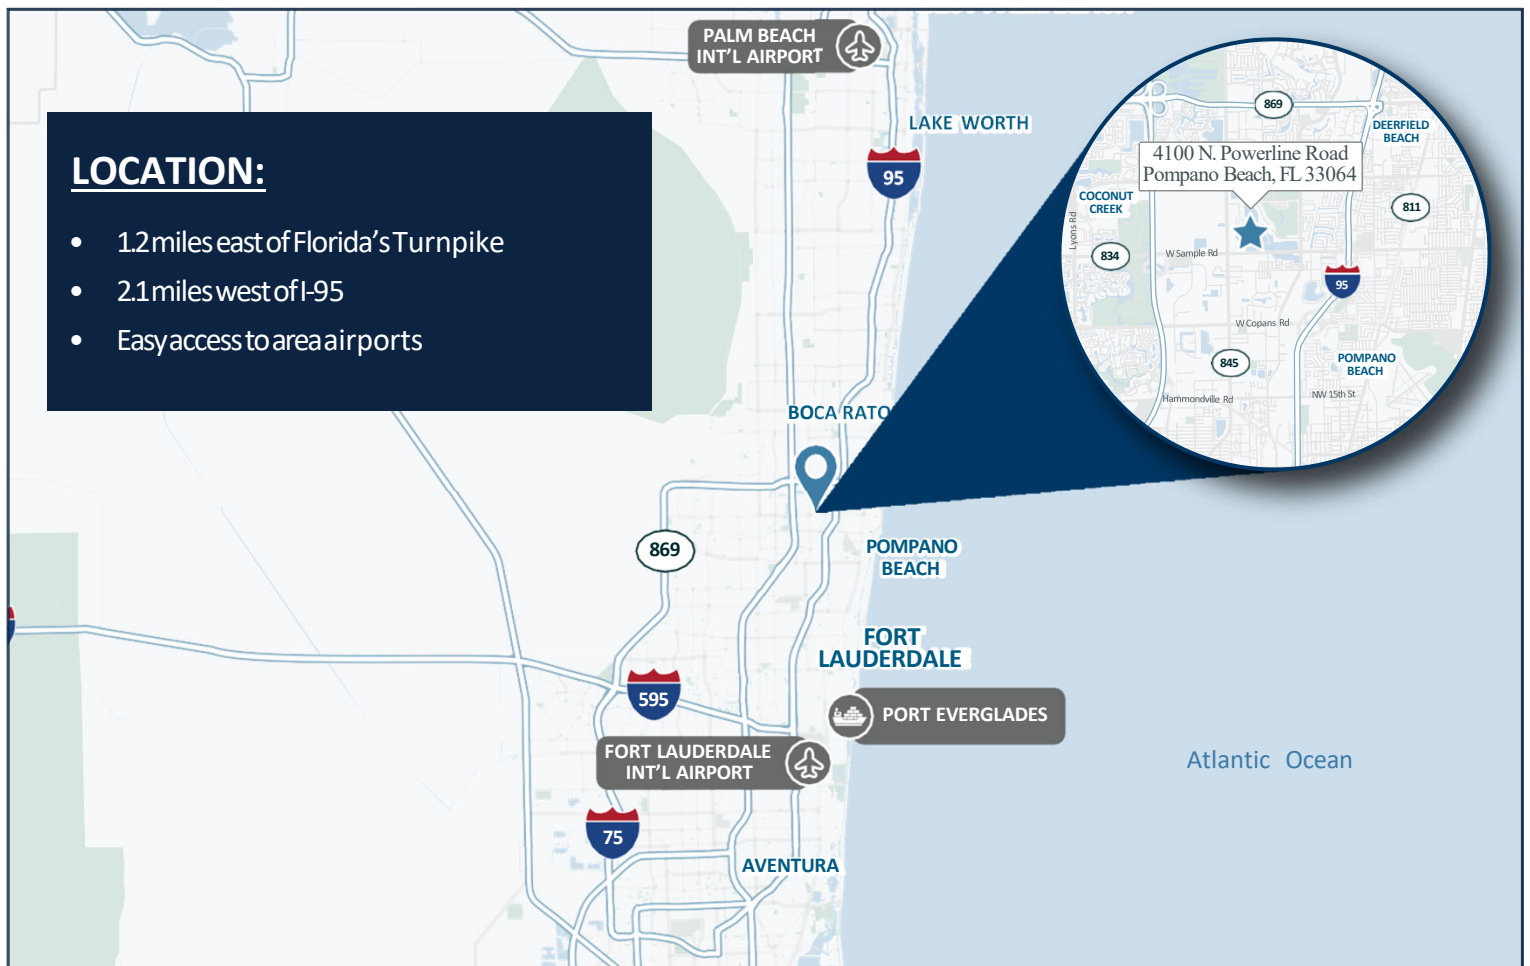 PALM BEACH
INT'L AIRPORT
LAKE WORTH
95
LOCATION:
• 1.2 miles east of Florida's Turnpike
• 2.1 miles west of I-95
• Easy access to area airports
869
DEERFIELD
BEACH
4100 N. Powerline Road
Pompano Beach, FL 33064
COCONUT
CREEK
811
Lyons Rd
834
W Sample Rd
95
W Copans Rd
845
POMPANO
BEACH
Hammondville Rd
NW 15th St
BOCA RATO
869
POMPANO
BEACH
FORT
LAUDERDALE
595
PORT EVERGLADES
FORT LAUDERDALE
INT'L AIRPORT
Atlantic Ocean
75
AVENTURA